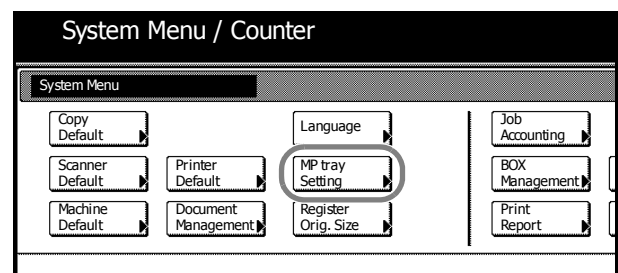 System Menu / Counter
System Menu
Copy
Default
Language
Job
Accounting
Scanner
Default
Printer
Default
MP tray
Setting
BOX
Management
Machine
Default
Document
Management
Register
Orig. Size
Print
Report